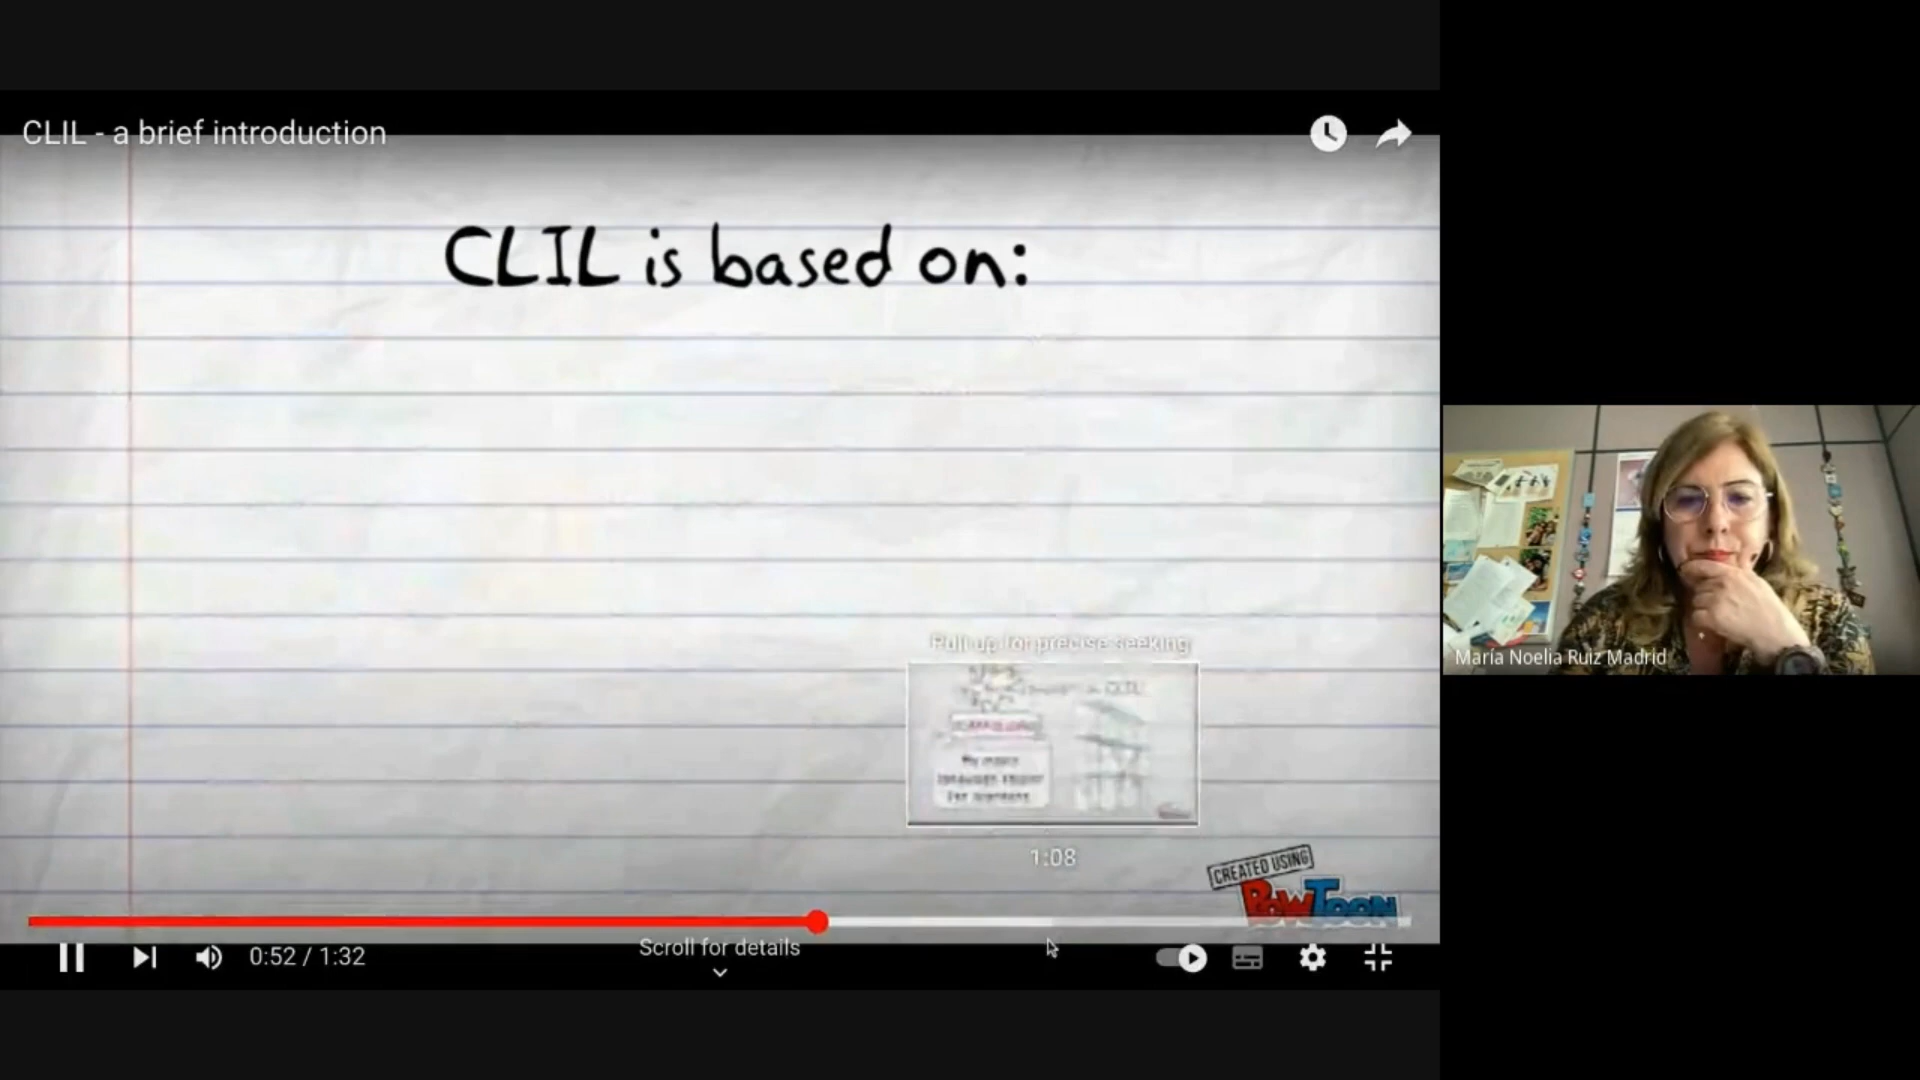 CLIL - a brief introduction
CLIL is based on:
Pull up for precise seeking
1:08
CREATED USING
POWTOON
0:52 / 1:32
Scroll for details
María Noelia Ruiz Madrid